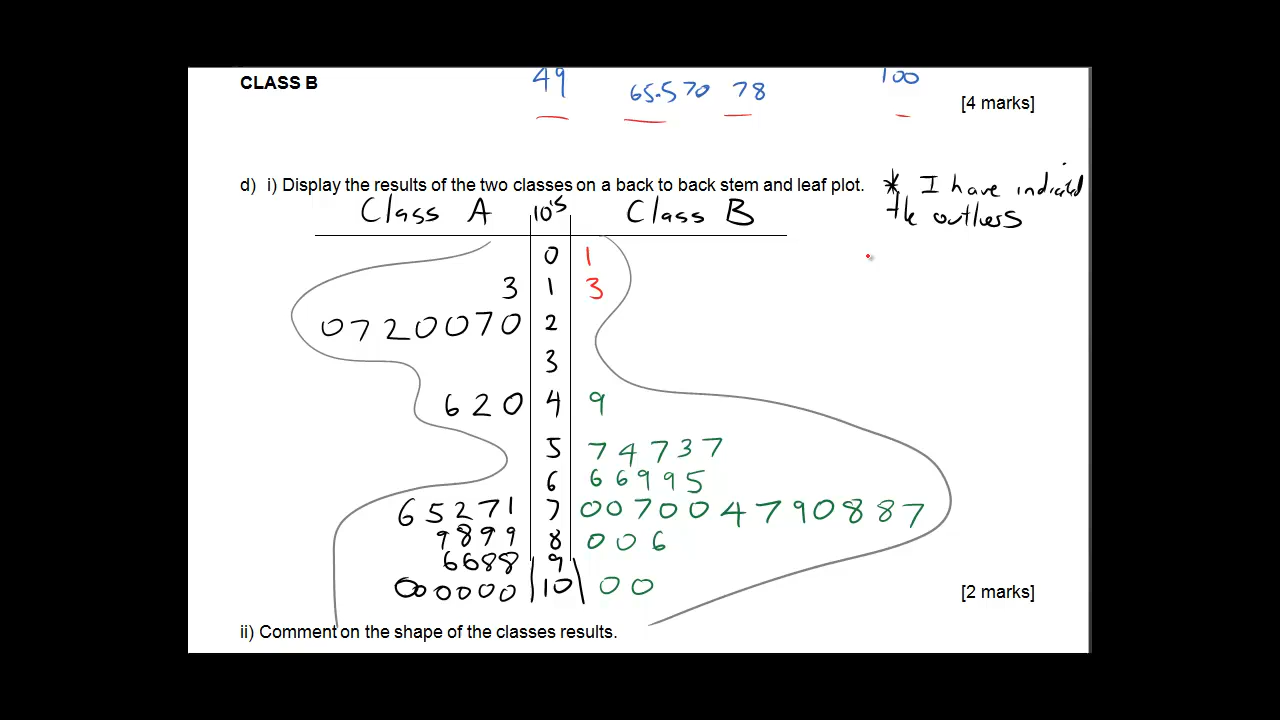 CLASS B 49 65.5 70 78 100
[4 marks]
d) i) Display the results of the two classes on a back to back stem and leaf plot. * I have indicated
the outliers
Class A 10's Class B
0 1
3 1 3
0 7 2 0 0 7 0 2
3
6 2 0 4 9
5 7 4 7 3 7
6 6 6 9 9 5
6 5 2 7 1 7 0 0 7 0 0 4 7 9 0 8 8 7
9 8 9 9 8 0 0 6
6 6 8 8 9
0 0 0 0 0 0 10 0 0
[2 marks]
ii) Comment on the shape of the classes results.